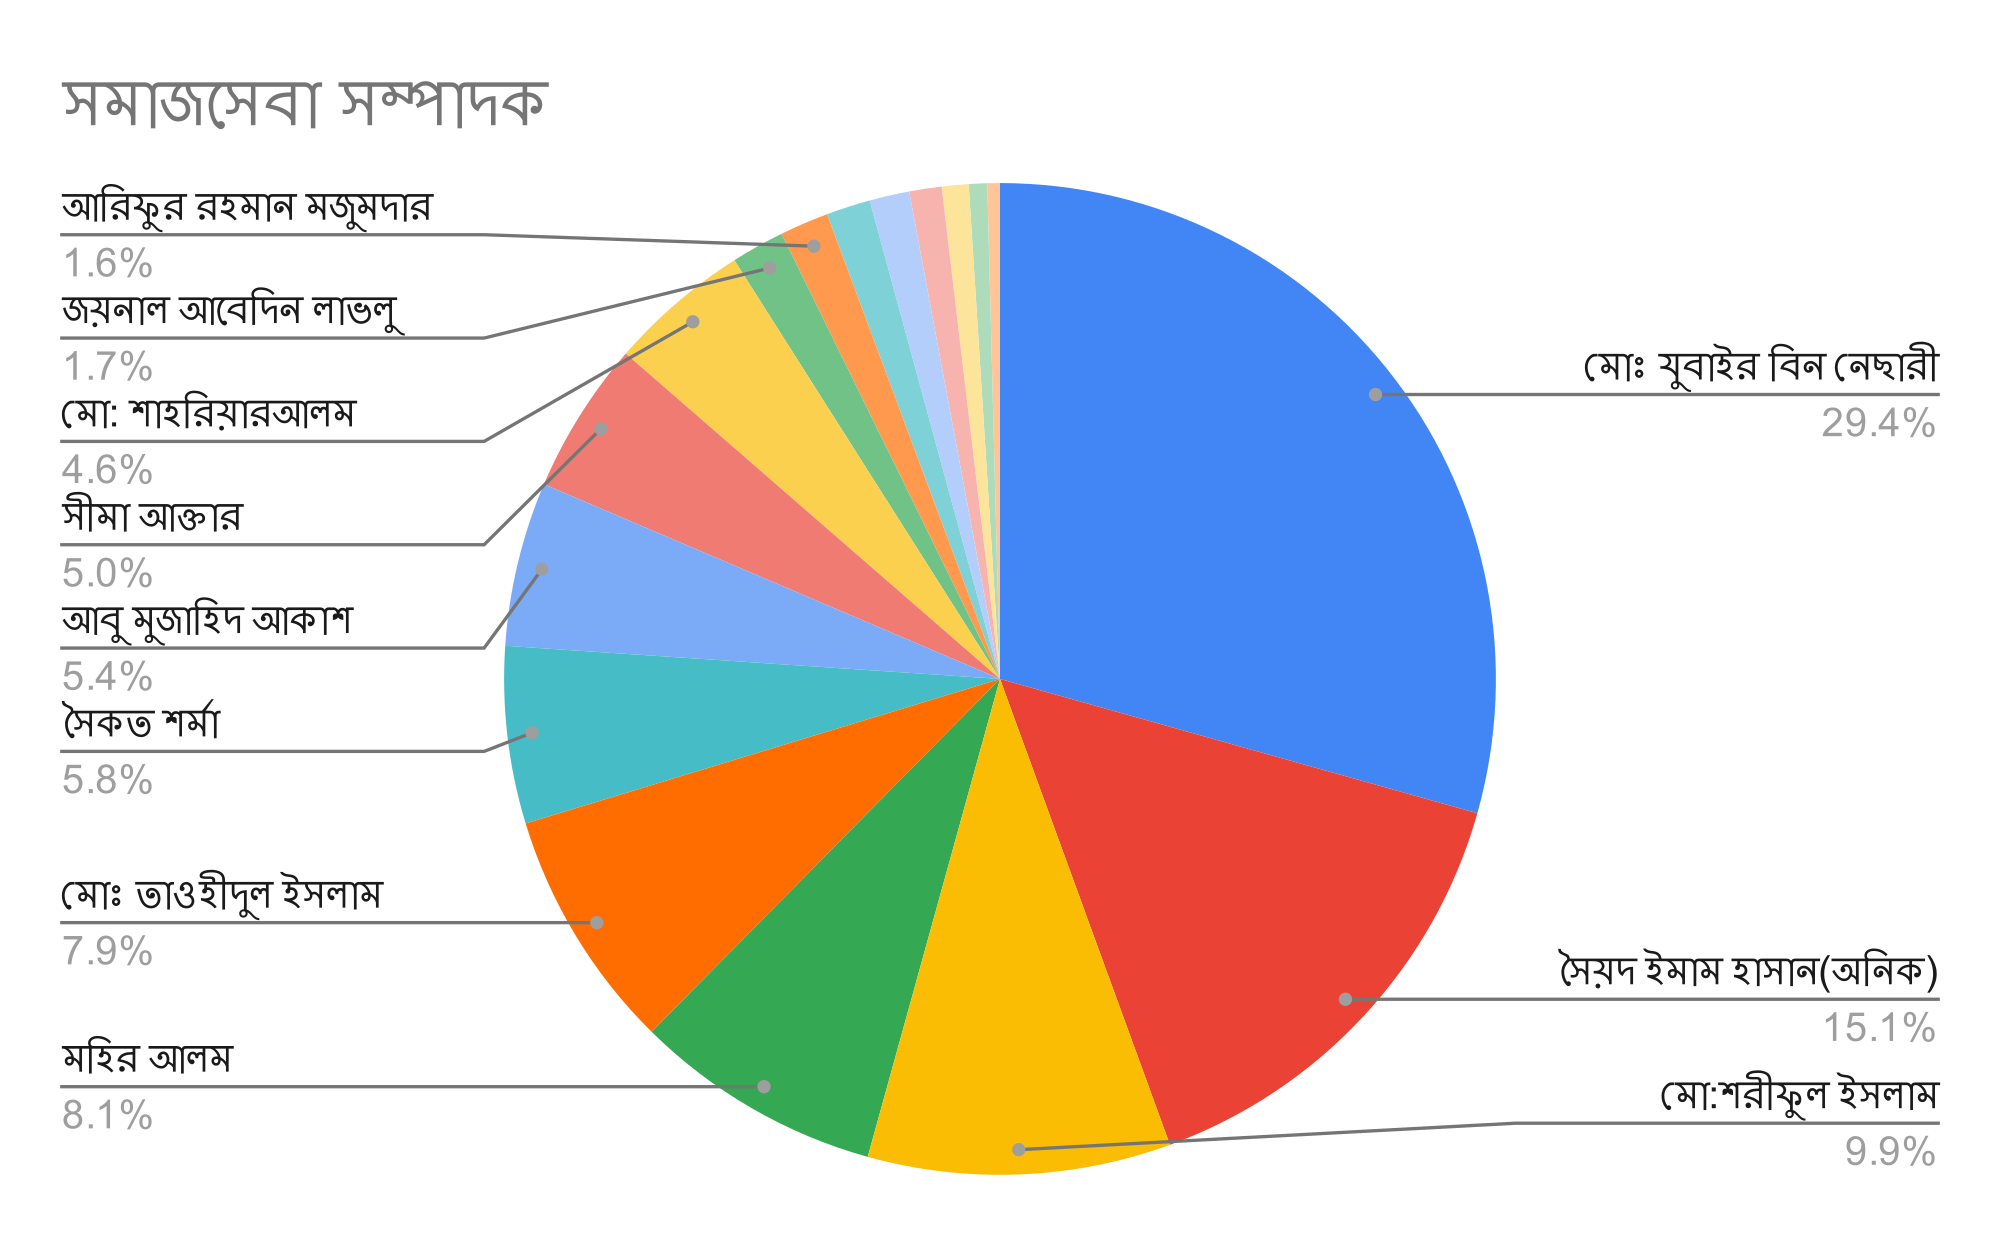 সমাজসেবা সম্পাদক
আরিফুর রহমান মজুমদার
1.6%
জয়নাল আবেদিন লাভলু
1.7%
মো: শাহরিয়ারআলম
4.6%
সীমা আক্তার
5.0%
আবু মুজাহিদ আকাশ
5.4%
সৈকত শর্মা
5.8%
মোঃ তাওহীদুল ইসলাম
7.9%
মহির আলম
8.1%
মোঃ যুবাইর বিন নেছারী
29.4%
সৈয়দ ইমাম হাসান(অনিক)
15.1%
মো:শরীফুল ইসলাম
9.9%